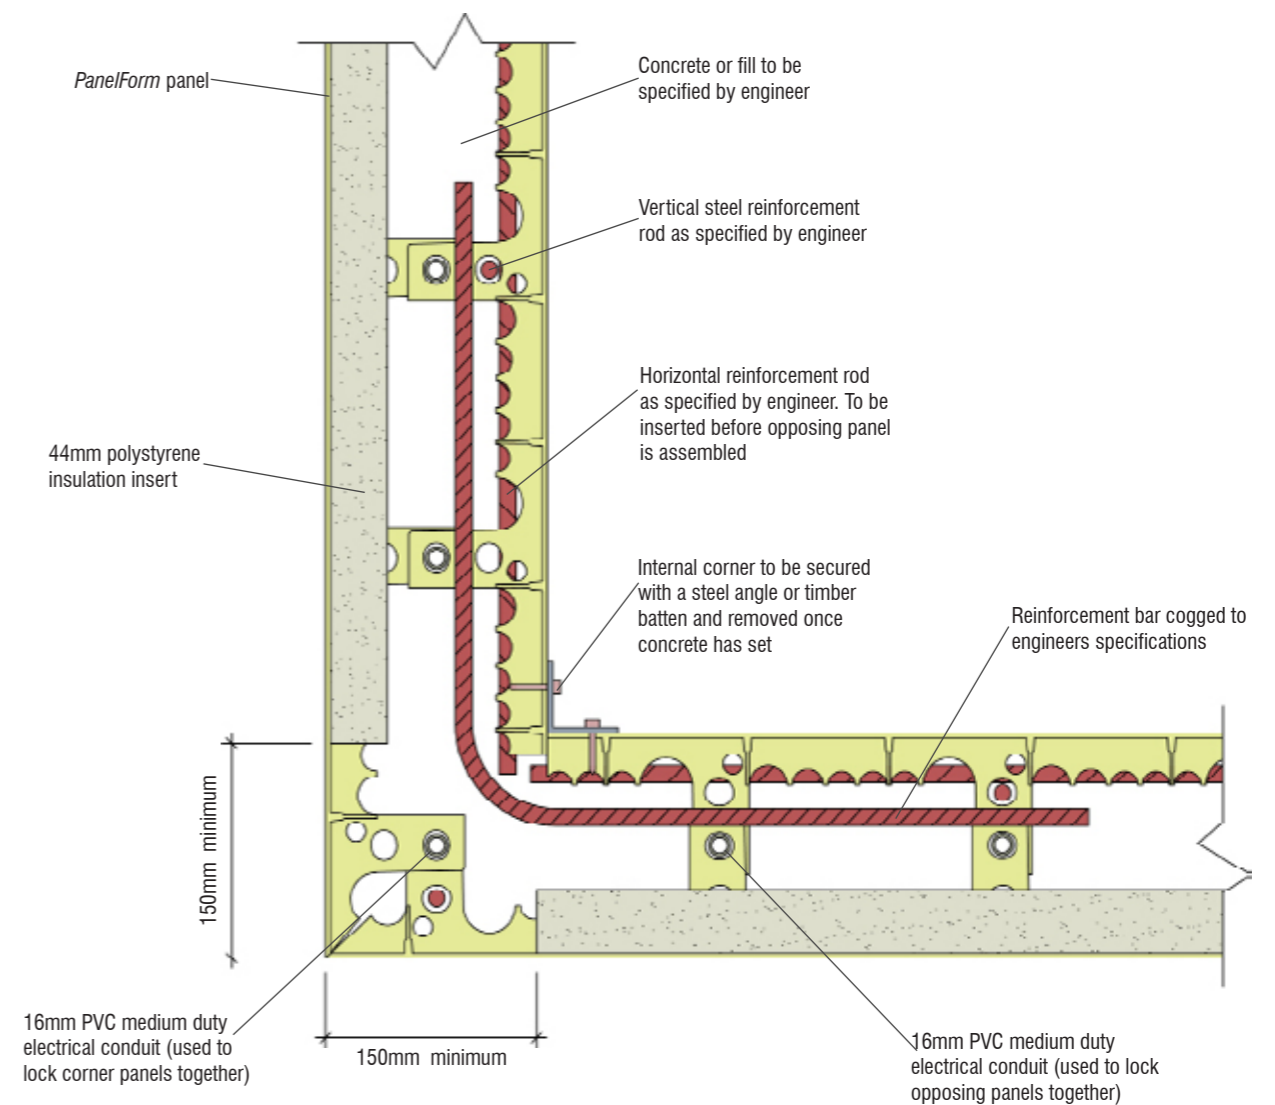 PanelForm panel
Concrete or fill to be
specified by engineer
Vertical steel reinforcement
rod as specified by engineer
Horizontal reinforcement rod
as specified by engineer. To be
inserted before opposing panel
is assembled
44mm polystyrene
insulation insert
Internal corner to be secured
with a steel angle or timber
batten and removed once
concrete has set
Reinforcement bar cogged to
engineers specifications
150mm minimum
150mm minimum
16mm PVC medium duty
electrical conduit (used to
lock corner panels together)
16mm PVC medium duty
electrical conduit (used to lock
opposing panels together)